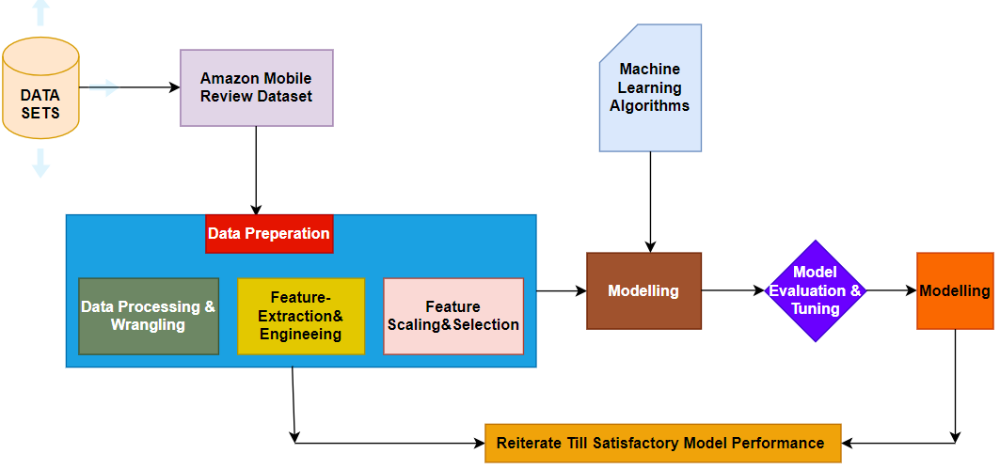 DATA
SETS
Amazon Mobile
Review Dataset
Machine
Learning
Algorithms
Data Preperation
Data Processing &
Wrangling
Feature-
Extraction&
Engineeing
Feature
Scaling&Selection
Modelling
Model
Evaluation &
Tuning
Modelling
Reiterate Till Satisfactory Model Performance